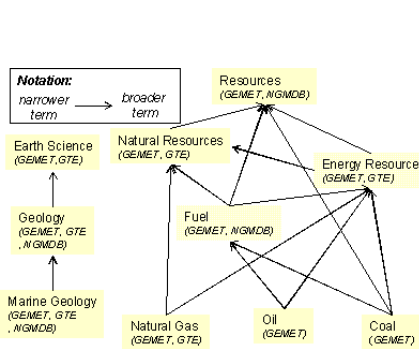 Notation:
narrower term
broader term
Resources
(GEMET, NGMDB)
Earth Science
(GEMET,GTE)
Natural Resources
(GEMET, GTE)
Energy Resource
(GEMET,GTE)
Geology
(GEMET, GTE
, NGMDB)
Fuel
(GEMET, NGMDB)
Marine Geology
(GEMET, GTE
, NGMDB)
Natural Gas
(GEMET, GTE)
Oil
(GEMET)
Coal
(GEMET)